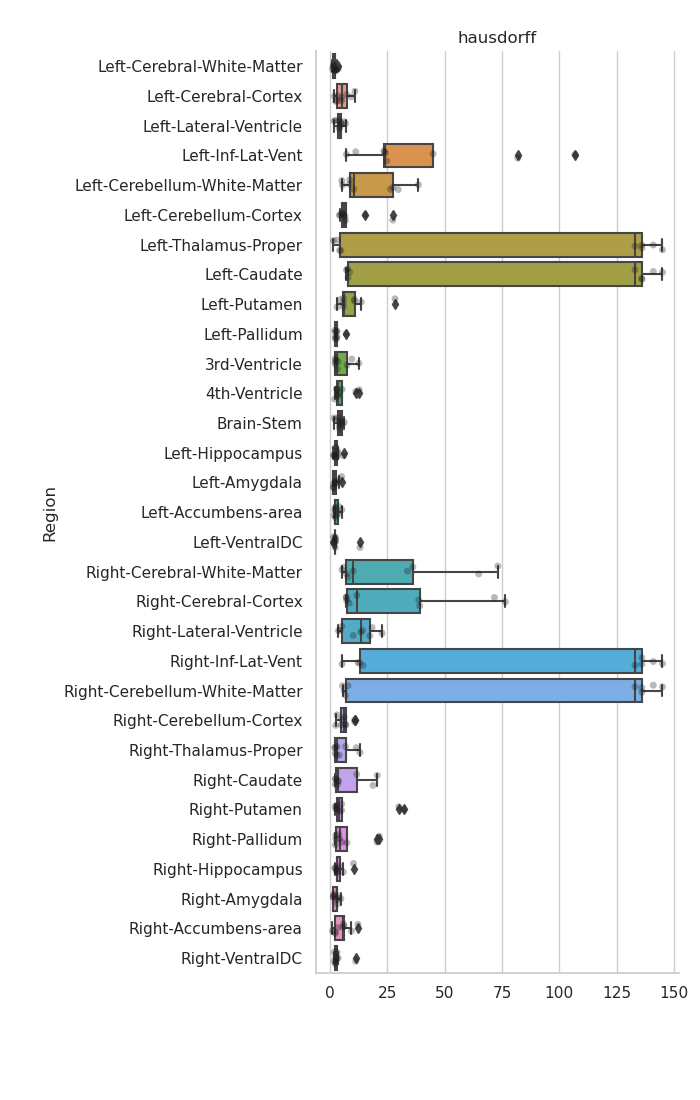 hausdorff
Left-Cerebral-White-Matter
Left-Cerebral-Cortex
Left-Lateral-Ventricle
Left-Inf-Lat-Vent
Left-Cerebellum-White-Matter
Left-Cerebellum-Cortex
Left-Thalamus-Proper
Left-Caudate
Left-Putamen
Left-Pallidum
3rd-Ventricle
4th-Ventricle
Brain-Stem
Left-Hippocampus
Left-Amygdala
Left-Accumbens-area
Left-VentralDC
Right-Cerebral-White-Matter
Right-Cerebral-Cortex
Right-Lateral-Ventricle
Right-Inf-Lat-Vent
Right-Cerebellum-White-Matter
Right-Cerebellum-Cortex
Right-Thalamus-Proper
Right-Caudate
Right-Putamen
Right-Pallidum
Right-Hippocampus
Right-Amygdala
Right-Accumbens-area
Right-VentralDC
Region
0 25 50 75 100 125 150